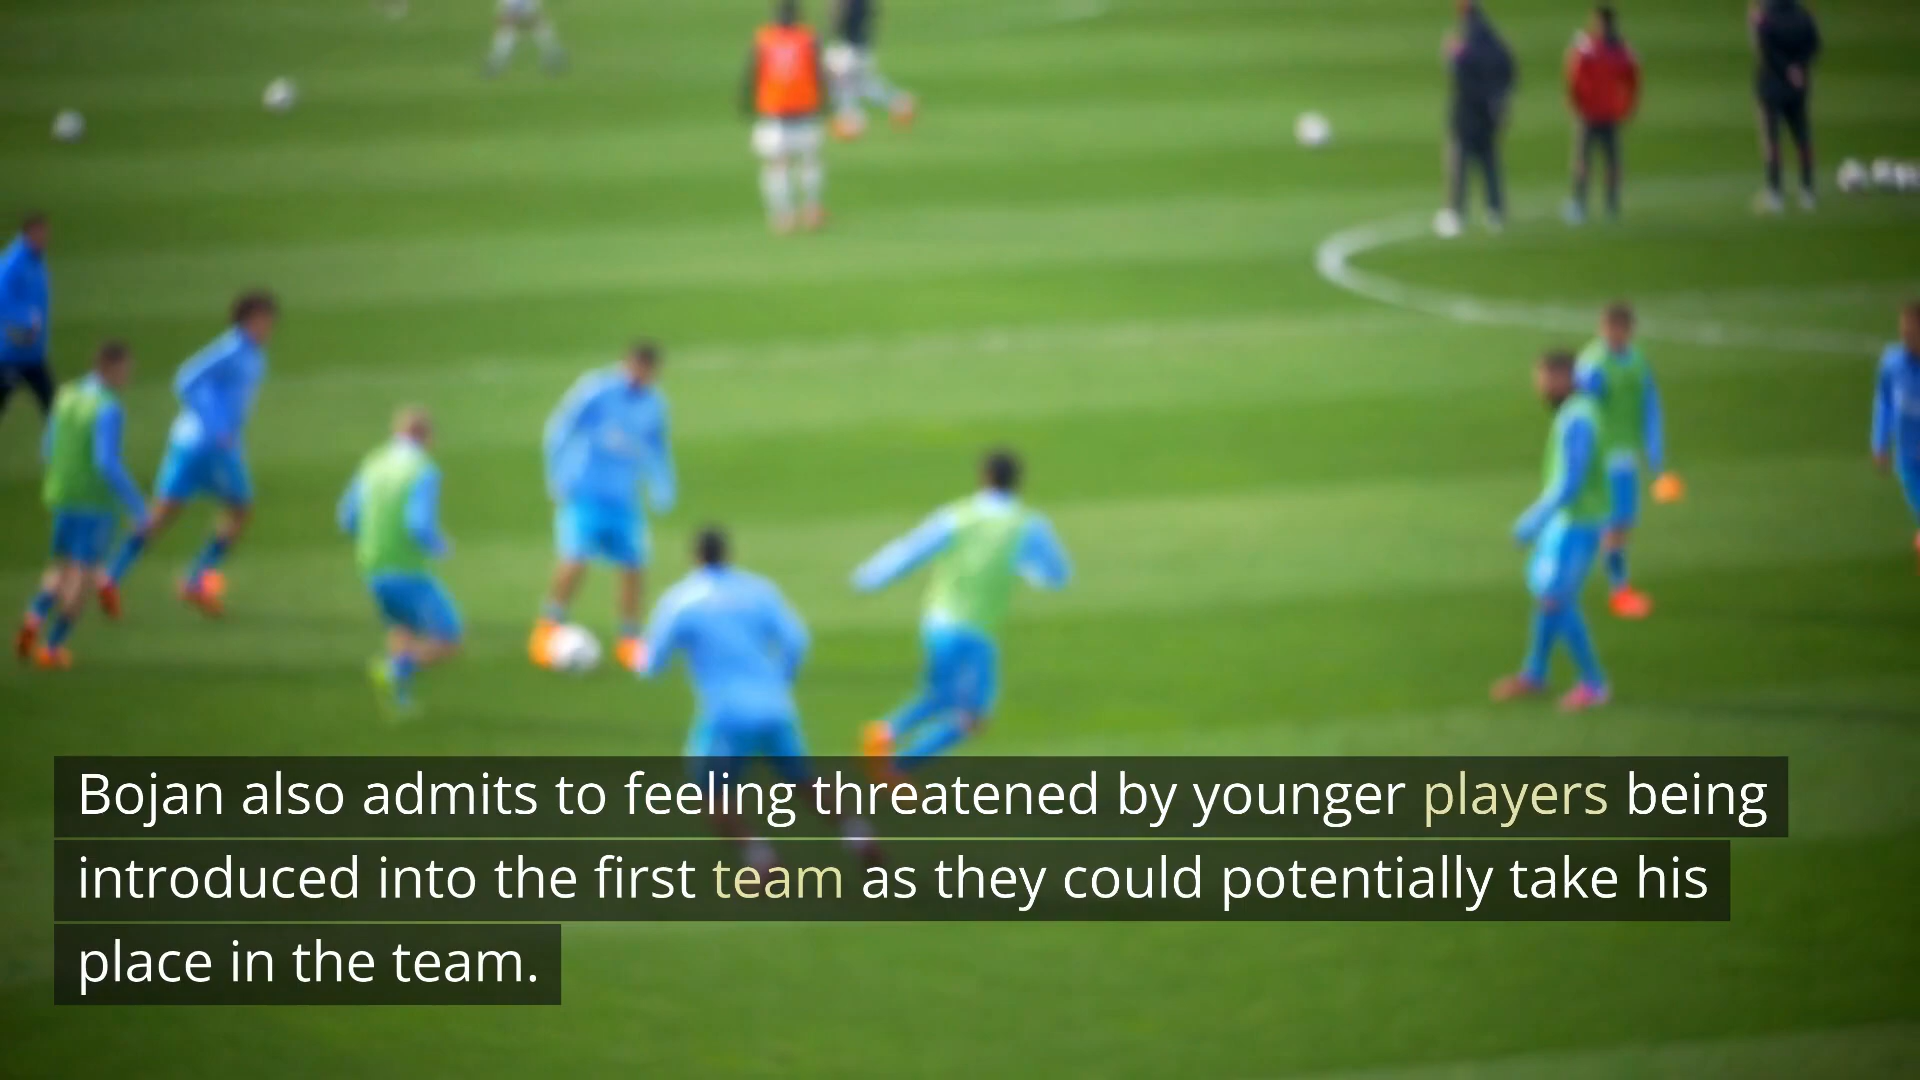 Bojan also admits to feeling threatened by younger players being
introduced into the first team as they could potentially take his
place in the team.